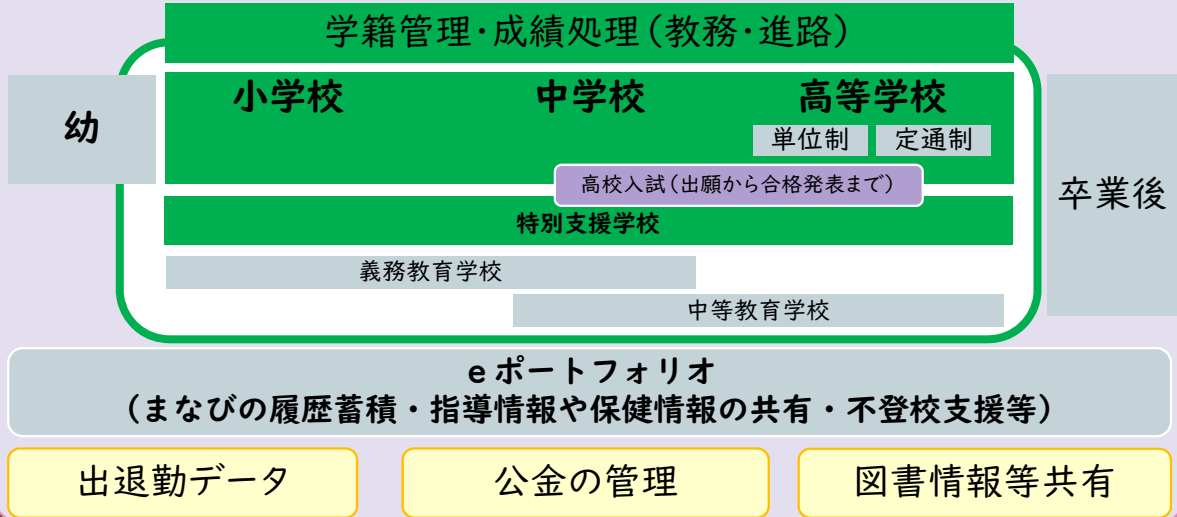 学籍管理・成績処理(教務・進路)
幼
小学校
中学校
高等学校
単位制
定通制
高校入試(出願から合格発表まで)
卒業後
特別支援学校
義務教育学校
中等教育学校
eポートフォリオ
(まなびの履歴蓄積・指導情報や保健情報の共有・不登校支援等)
出退勤データ
公金の管理
図書情報等共有